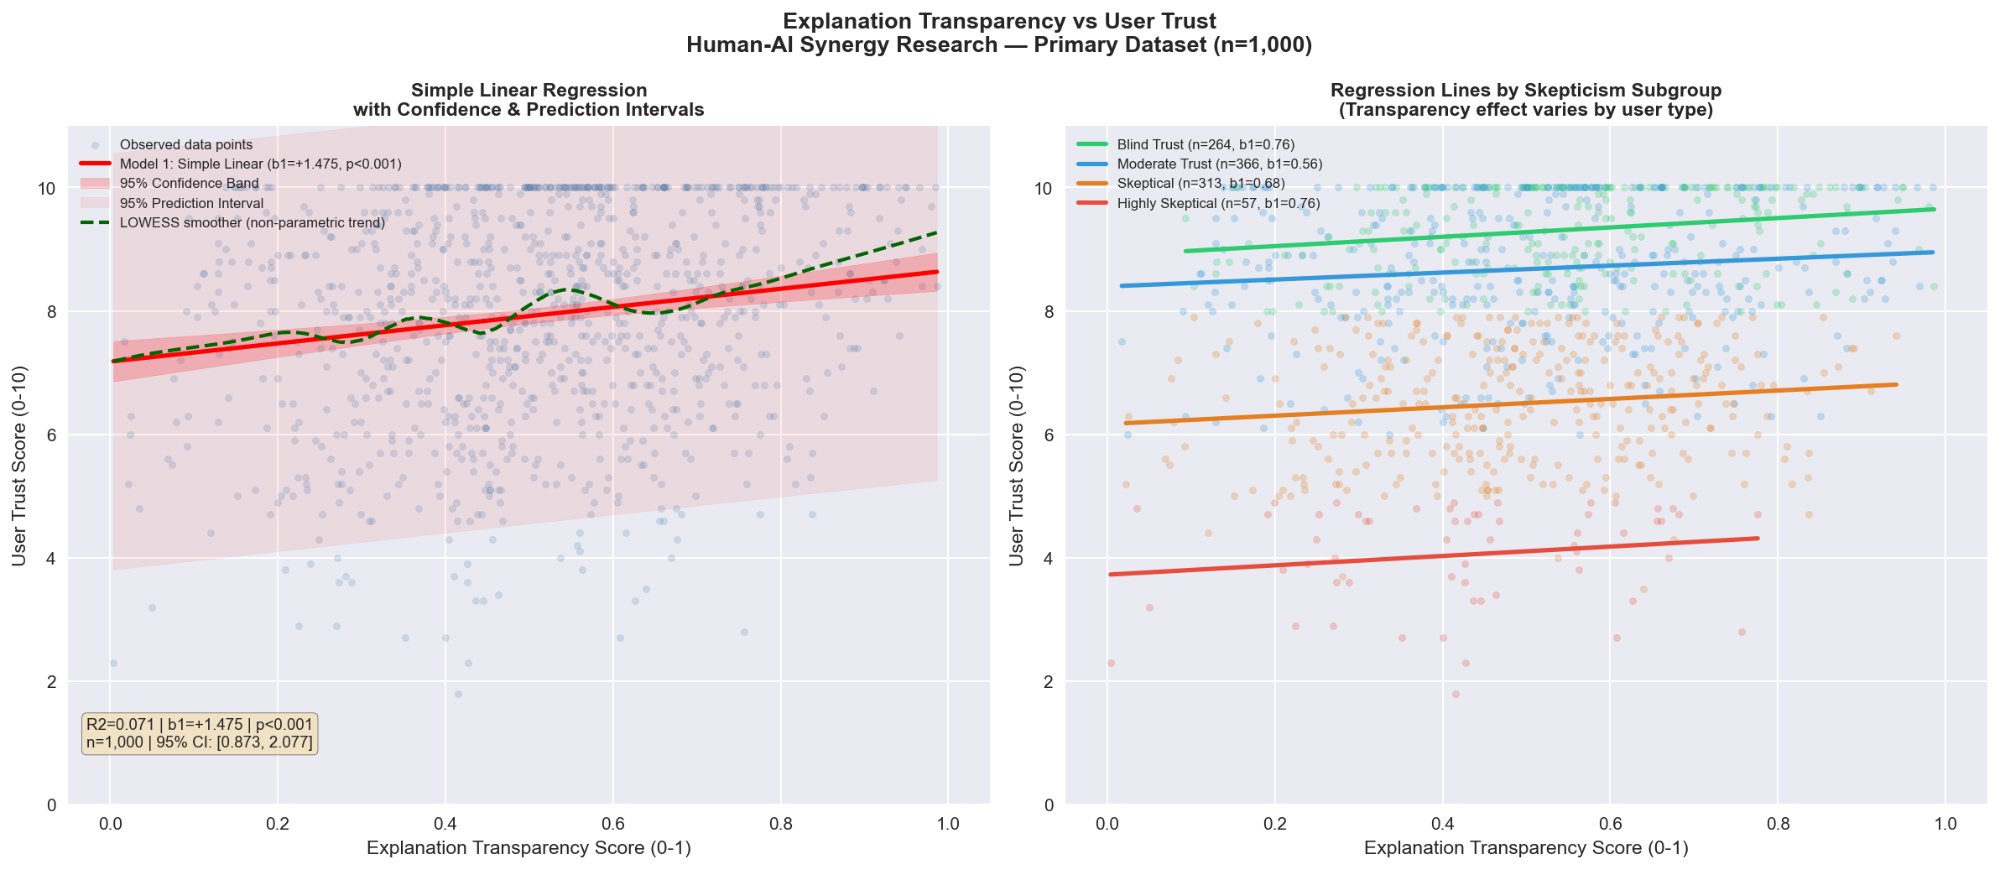 Explanation Transparency vs User Trust
Human-AI Synergy Research — Primary Dataset (n=1,000)
Simple Linear Regression
with Confidence & Prediction Intervals
Observed data points
Model 1: Simple Linear (b1=+1.475, p<0.001)
95% Confidence Band
95% Prediction Interval
LOWESS smoother (non-parametric trend)
User Trust Score (0-10)
10
8
6
4
2
0
R2=0.071 | b1=+1.475 | p<0.001
n=1,000 | 95% CI: [0.873, 2.077]
0.0 0.2 0.4 0.6 0.8 1.0
Explanation Transparency Score (0-1)
Regression Lines by Skepticism Subgroup
(Transparency effect varies by user type)
Blind Trust (n=264, b1=0.76)
Moderate Trust (n=366, b1=0.56)
Skeptical (n=313, b1=0.68)
Highly Skeptical (n=57, b1=0.76)
User Trust Score (0-10)
10
8
6
4
2
0
0.0 0.2 0.4 0.6 0.8 1.0
Explanation Transparency Score (0-1)